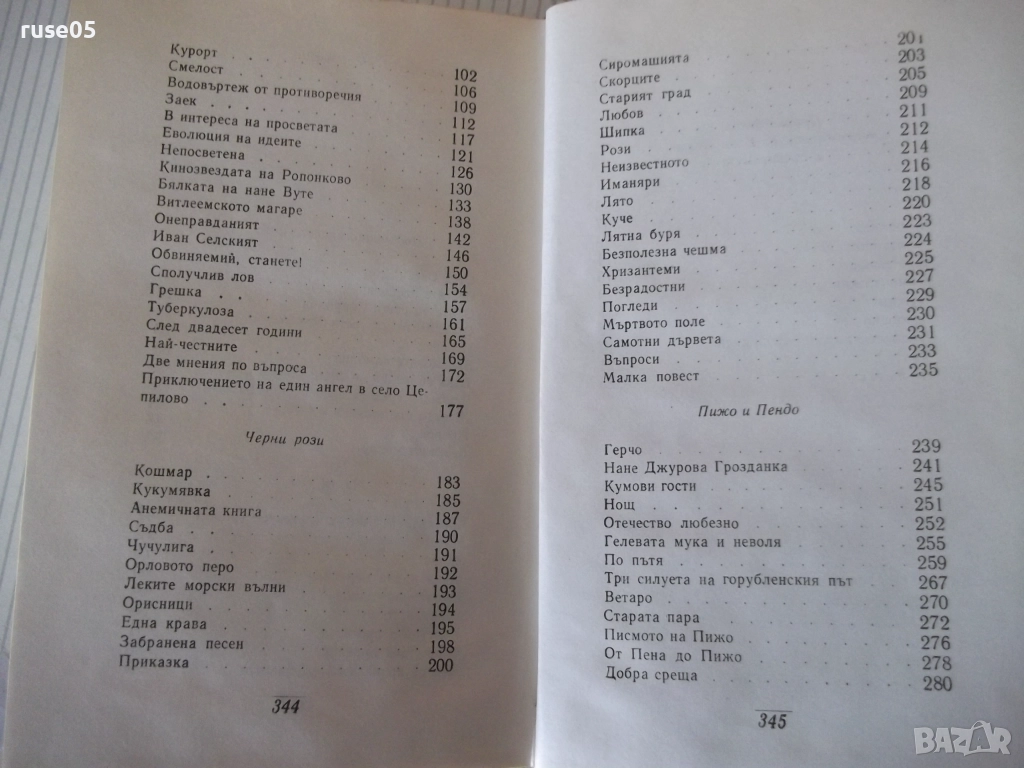 ruse05
Курорт
Смелост . . . . 102
Водовъртеж от противоречия 106
Заек . . . . 109
В интереса на просветата 112
Еволюция на идеите 117
Непосветена . 121
Кинозвездата на Ропонково 126
Бялката на нане Вуте 130
Витлеемското магаре 133
Онеправданият 138
Иван Селският 142
Обвиняемий, станете! 146
Сполучлив лов 150
Грешка . . 154
Туберкулоза 157
След двадесет години 161
Най-честните 165
Две мнения по въпроса 169
172
Приключението на един ангел в село Це-
пилово . . . 177
Черни рози
Кошмар . 183
Кукумявка 185
Анемичната книга 187
Съдба 190
Чучулига 191
Орловото перо 192
Леките морски вълни 193
Орисници 194
Една крава 195
Забранена песен 198
Приказка 200
344
201
Сиромашията 203
Скорците 205
Старият град 209
Любов 211
Шипка 212
Рози 214
Неизвестното 216
Иманяри 218
Лято 220
Куче 223
Лятна буря 224
Безполезна чешма 225
Хризантеми 227
Безрадостни 229
Погледи 230
Мъртвото поле 231
Самотни дървета 233
Въпроси 235
Малка повест
Пижо и Пендо
Герчо 239
Нане Джурова Грозданка 241
Кумови гости 245
Нощ 251
Отечество любезно 252
Гелевата мука и неволя 255
По пътя 259
Три силуета на горубленския път 267
Ветаро 270
Старата пара 272
Писмото на Пижо 276
От Пена до Пижо 278
Добра среща 280
345
BAZAR